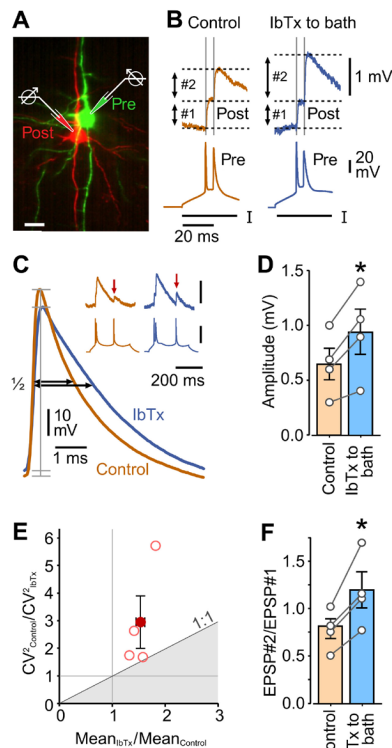 A
Pre
Post
B Control IbTx to bath
#2
#1
Post
#2
#1
Post
1 mV
Pre
Pre
20
mV
I
I
20 ms
C
½
10
mV
1 ms
IbTx
Control
200 ms
D
*
Amplitude (mV)
1.5
1.0
0.5
0.0
Control
IbTx to
bath
E
CV²Control/CV²IbTx
6
5
4
3
2
1
0
0 1 2 3
1:1
MeanIbTx/MeanControl
F
*
EPSP#2/EPSP#1
2.0
1.5
1.0
0.5
0
ontrol
Tx to
bath